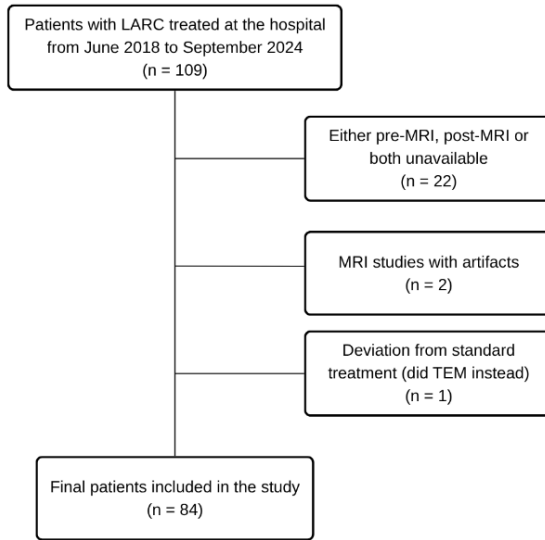 Patients with LARC treated at the hospital
from June 2018 to September 2024
(n = 109)
Either pre-MRI, post-MRI or
both unavailable
(n = 22)
MRI studies with artifacts
(n = 2)
Deviation from standard
treatment (did TEM instead)
(n = 1)
Final patients included in the study
(n = 84)